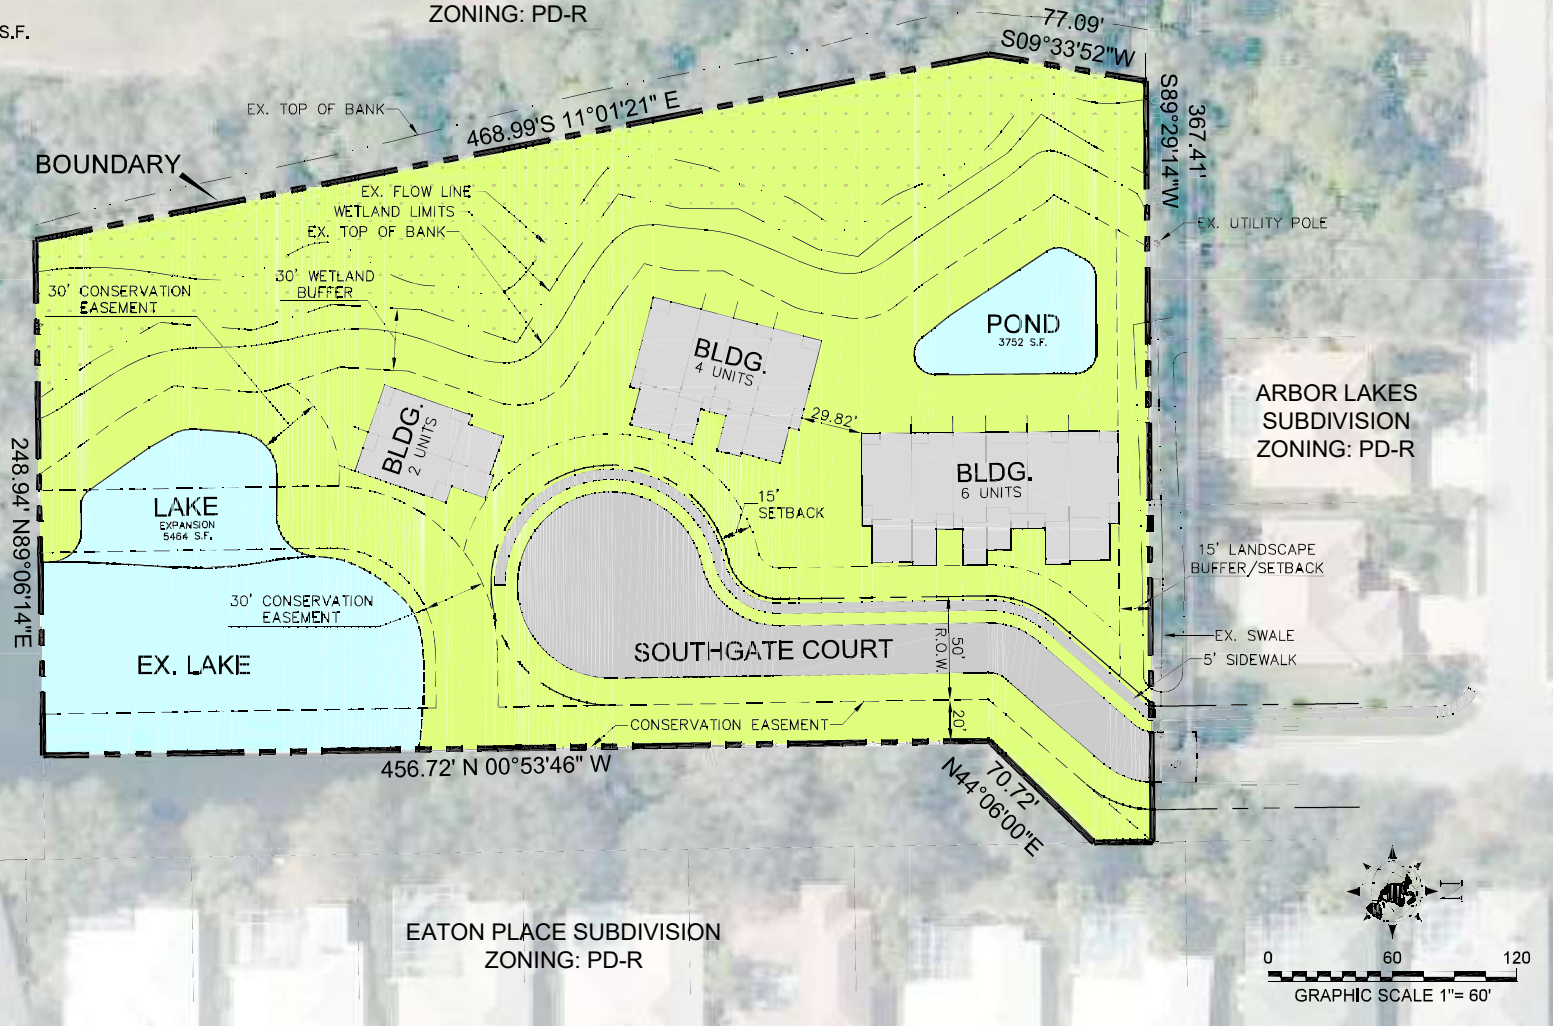 ZONING: PD-R
S.F.
77.09'
S09°33'52"W
EX. TOP OF BANK
468.99'S 11°01'21" E
367.41'
S89°29'14"W
BOUNDARY
EX. FLOW LINE
WETLAND LIMITS
EX. TOP OF BANK
EX. UTILITY POLE
30' WETLAND
BUFFER
30' CONSERVATION
EASEMENT
POND
3752 S.F.
BLDG.
4 UNITS
ARBOR LAKES
SUBDIVISION
ZONING: PD-R
29.82'
BLDG.
2 UNITS
BLDG.
6 UNITS
248.94' N89°06'14"E
LAKE
EXPANSION
5464 S.F.
15'
SETBACK
15' LANDSCAPE
BUFFER/SETBACK
30' CONSERVATION
EASEMENT
EX. SWALE
5' SIDEWALK
EX. LAKE
SOUTHGATE COURT
50'
R.O.W.
20'
CONSERVATION EASEMENT
456.72' N 00°53'46" W
70.72'
N44°06'00"E
EATON PLACE SUBDIVISION
ZONING: PD-R
N
0 60 120
GRAPHIC SCALE 1"= 60'